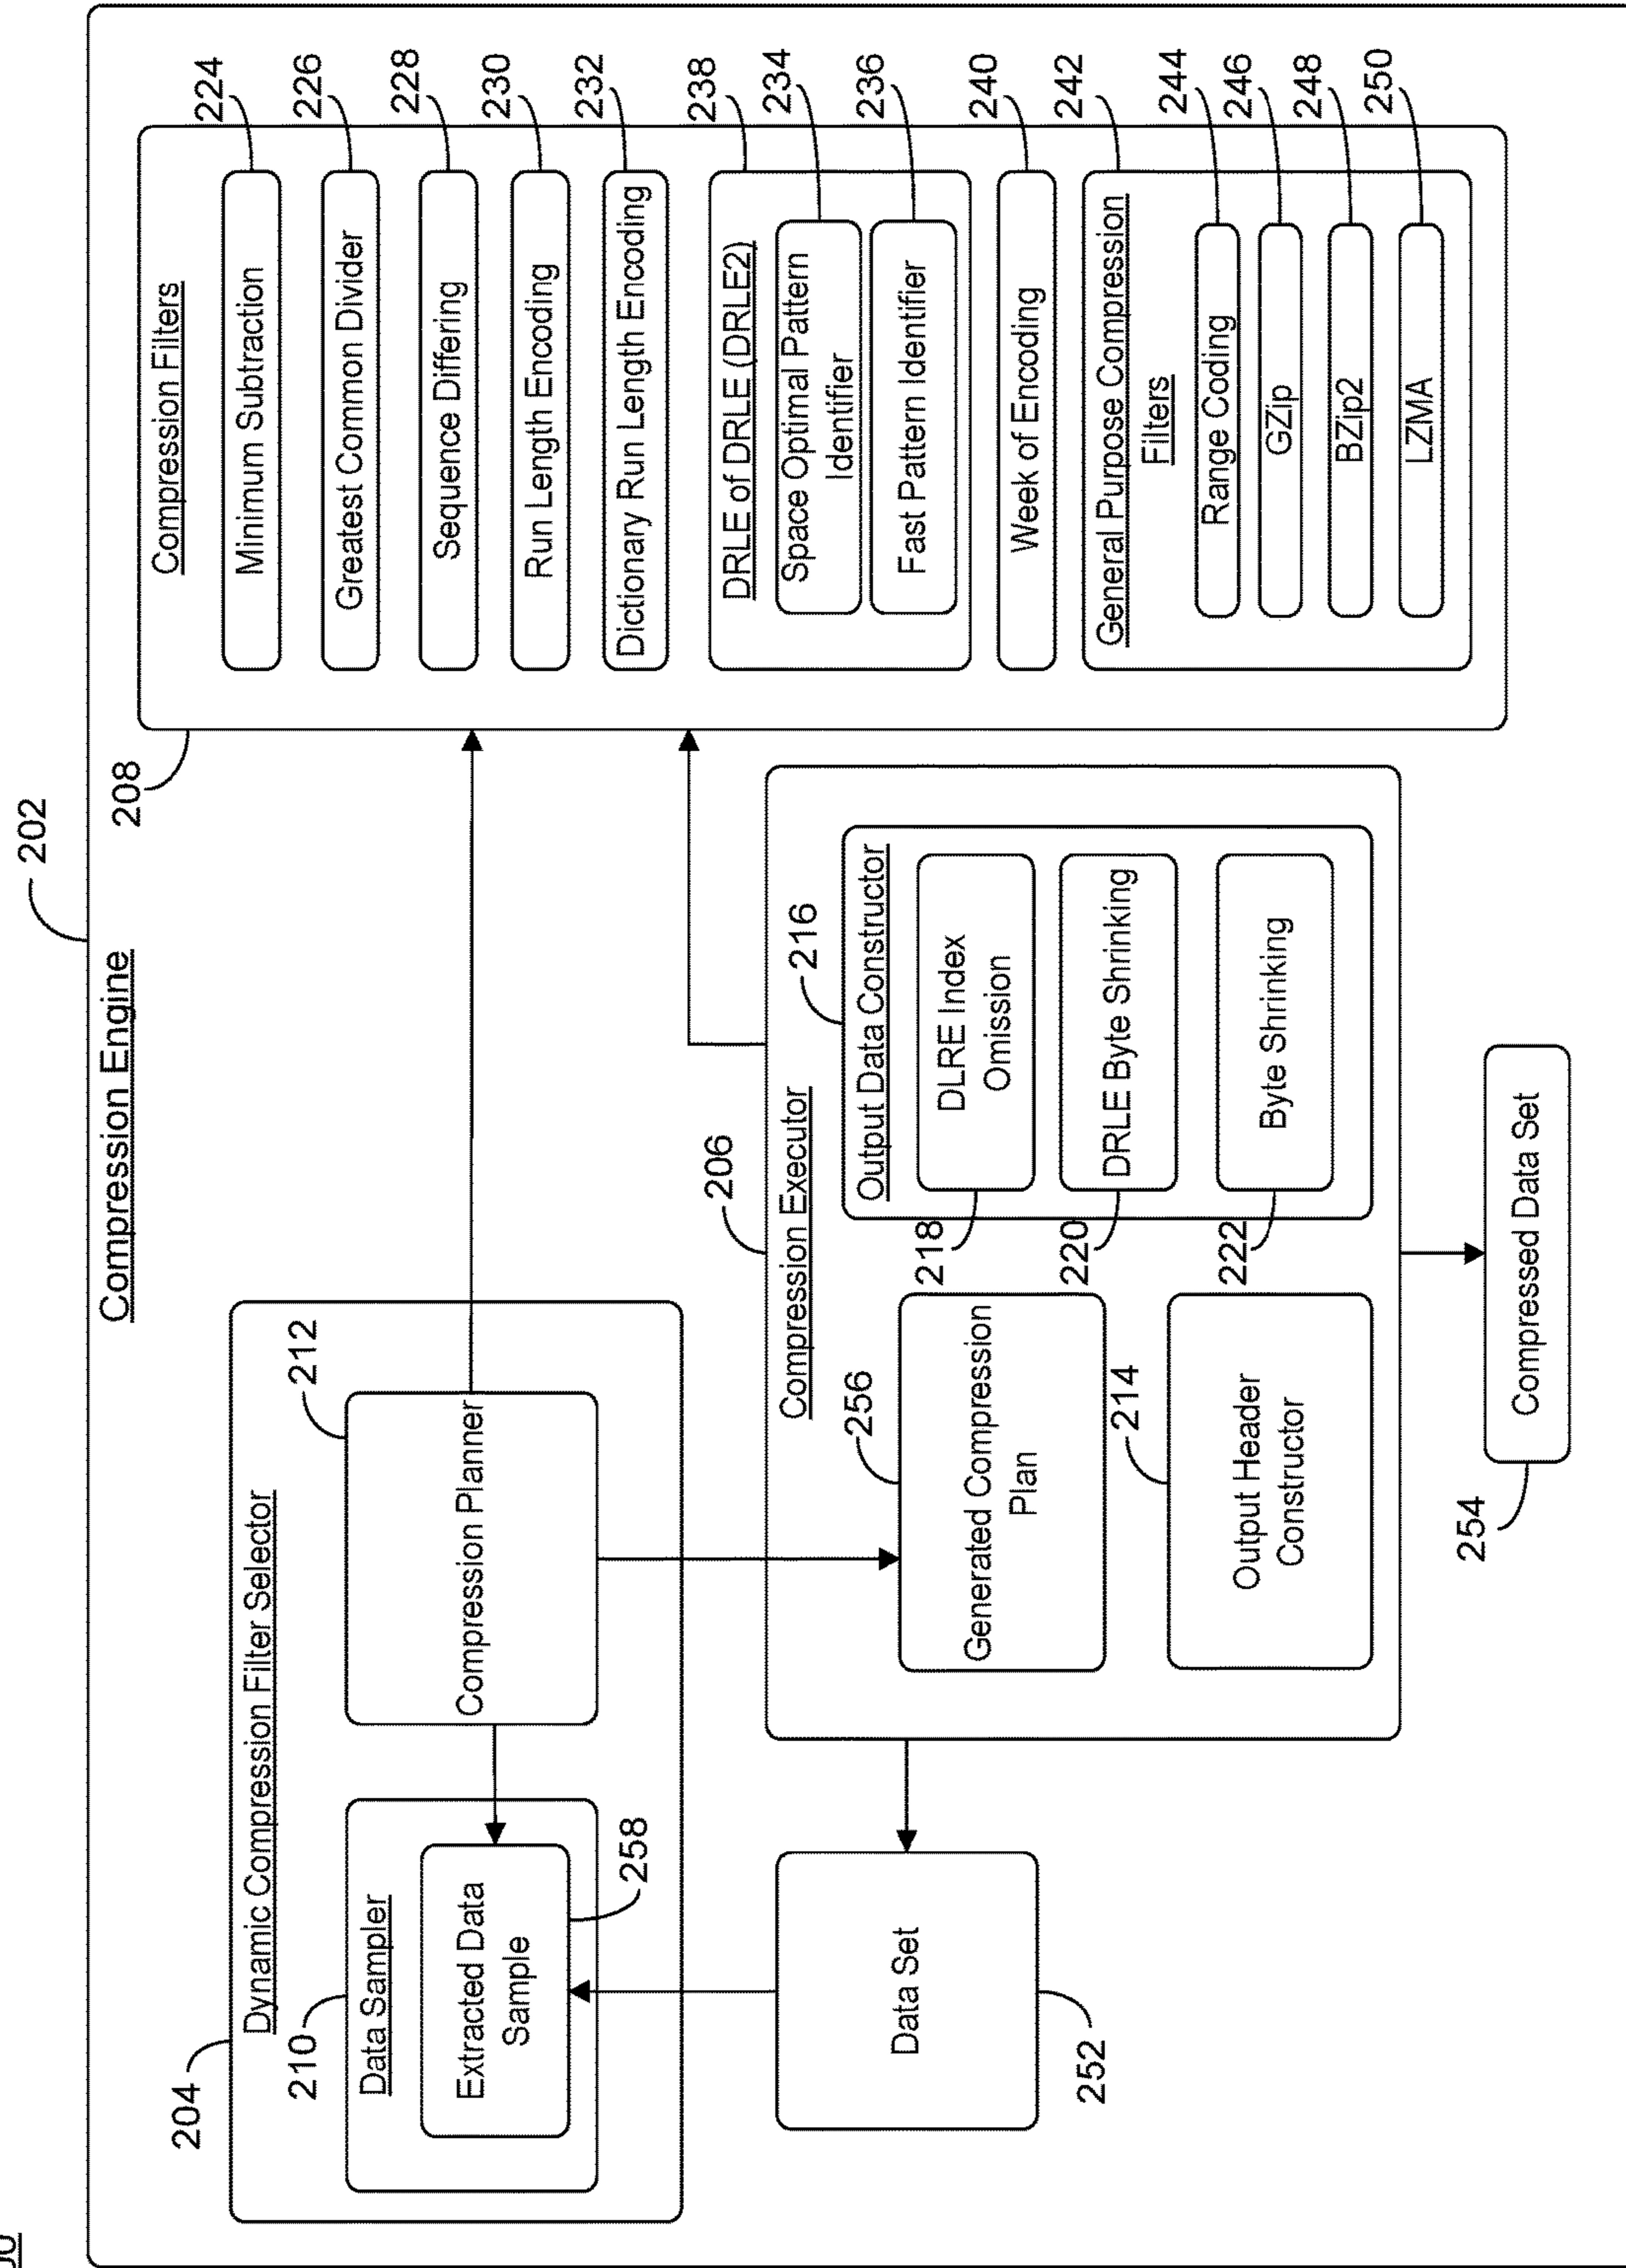 202
Compression Engine
204
Dynamic Compression Filter Selector
210
Data Sampler
Extracted Data
Sample
258
212
Compression Planner
252
Data Set
206
Compression Executor
256
Generated Compression
Plan
214
Output Header
Constructor
216
Output Data Constructor
218
DLRE Index
Omission
220
DRLE Byte Shrinking
222
Byte Shrinking
254
Compressed Data Set
208
Compression Filters
Minimum Subtraction
224
Greatest Common Divider
226
Sequence Differing
228
Run Length Encoding
230
Dictionary Run Length Encoding
232
DRLE of DRLE (DRLE2)
238
Space Optimal Pattern
Identifier
234
Fast Pattern Identifier
236
Week of Encoding
240
General Purpose Compression
Filters
242
Range Coding
244
GZip
246
BZip2
248
LZMA
250